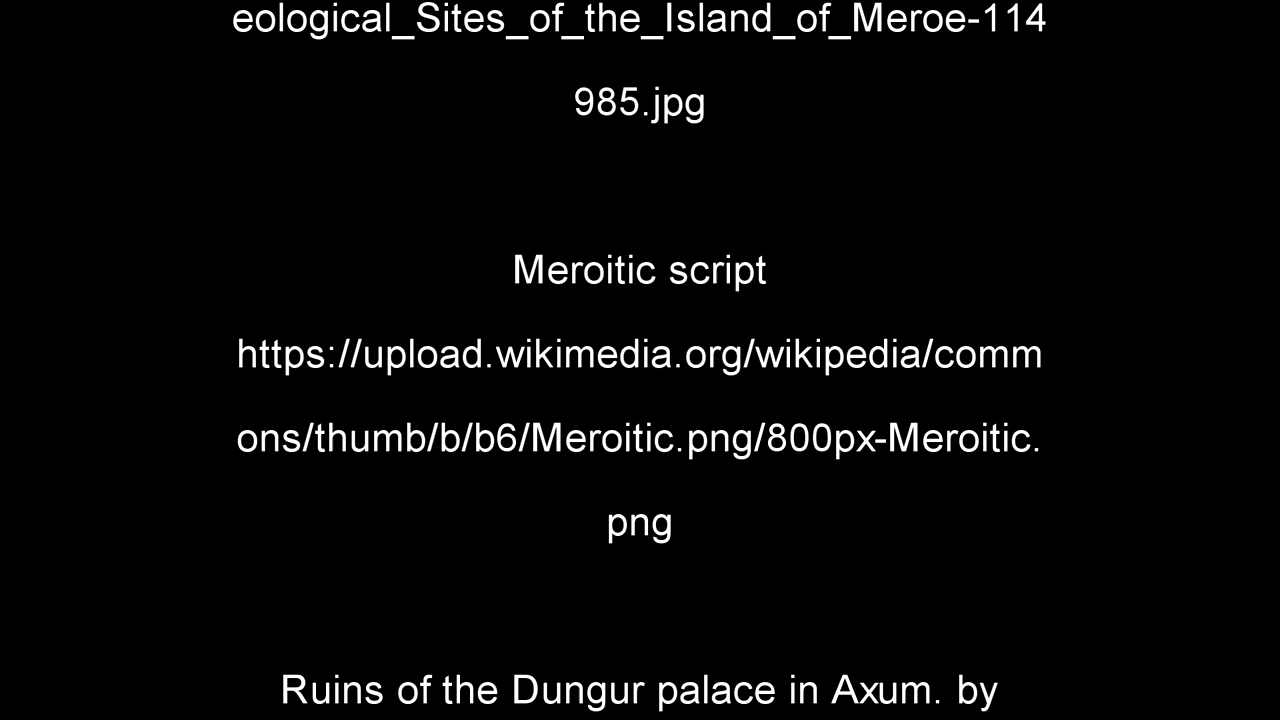 eological_Sites_of_the_Island_of_Meroe-114
985.jpg
Meroitic script
https://upload.wikimedia.org/wikipedia/comm
ons/thumb/b/b6/Meroitic.png/800px-Meroitic.
png
Ruins of the Dungur palace in Axum. by